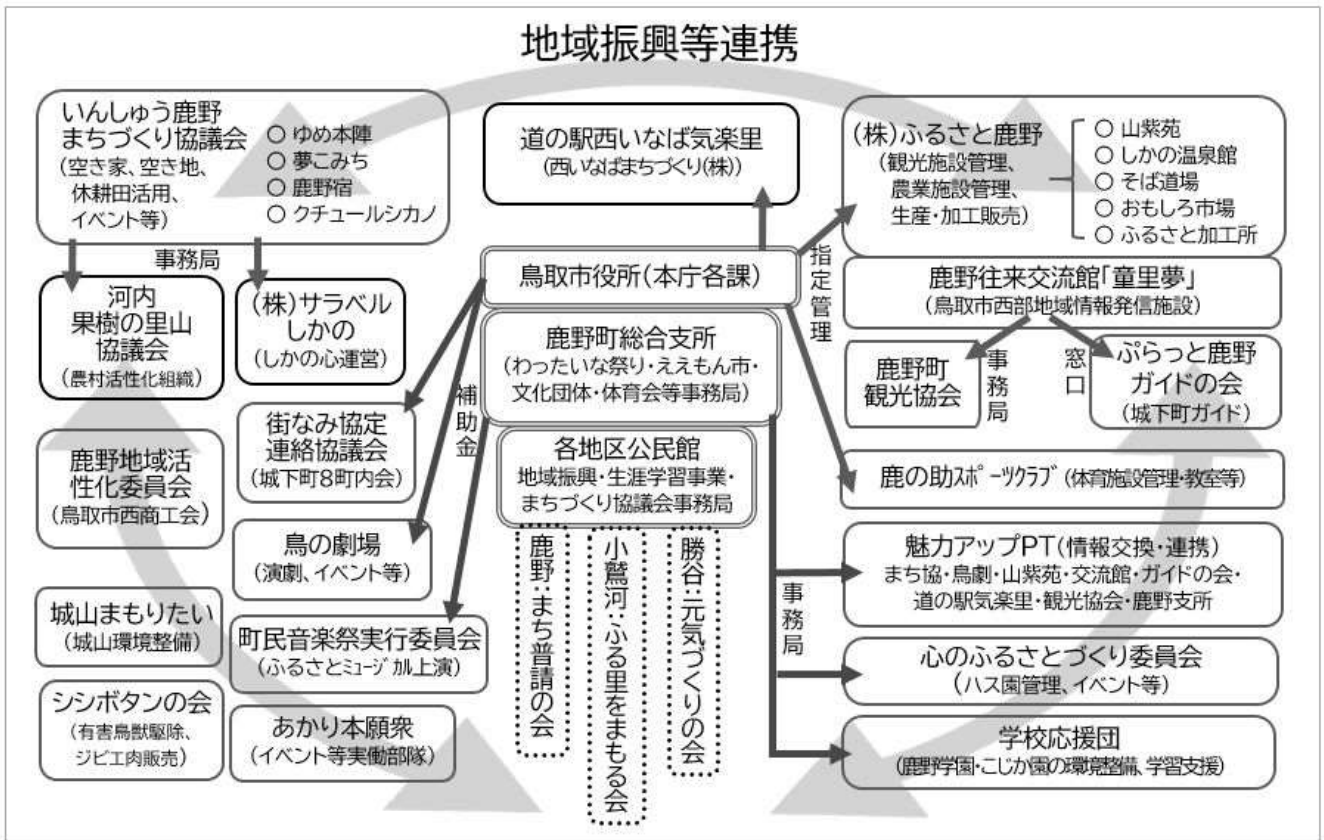 地域振興等連携
いんしゅう鹿野
まちづくり協議会
(空き家、空き地、
休耕田活用、
イベント等)
○ ゆめ本陣
○ 夢こみち
○ 鹿野宿
○ クチュールシカノ
道の駅西いなば気楽里
(西いなばまちづくり(株))
(株)ふるさと鹿野
(観光施設管理、
農業施設管理、
生産・加工販売)
○ 山紫苑
○ しかの温泉館
○ そば道場
○ おもしろ市場
○ ふるさと加工所
事務局
河内
果樹の里山
協議会
(農村活性化組織)
(株)サラベル
しかの
(しかの心運営)
鳥取市役所(本庁各課)
指定管理
鹿野往来交流館「童里夢」
(鳥取市西部地域情報発信施設)
鹿野町
観光協会
事務局
窓口
ぷらっと鹿野
ガイドの会
(城下町ガイド)
鹿野町総合支所
(わったいな祭り・ええもん市・
文化団体・体育会等事務局)
補助金
街なみ協定
連絡協議会
(城下町8町内会)
鹿野地域活
性化委員会
(鳥取市西商工会)
各地区公民館
地域振興・生涯学習事業・
まちづくり協議会事務局
鹿の助スポーツクラブ(体育施設管理・教室等)
鳥の劇場
(演劇、イベント等)
鹿野:まち普請の会
小鷲河:ふる里をまもる会
勝谷:元気づくりの会
事務局
魅力アップPT(情報交換・連携)
まち協・鳥劇・山紫苑・交流館・ガイドの会・
道の駅気楽里・観光協会・鹿野支所
城山まもりたい
(城山環境整備)
町民音楽祭実行委員会
(ふるさとミュージカル上演)
心のふるさとづくり委員会
(ハス園管理、イベント等)
シシボタンの会
(有害鳥獣駆除、
ジビエ肉販売)
あかり本願衆
(イベント等実働部隊)
学校応援団
(鹿野学園・こじか園の環境整備、学習支援)